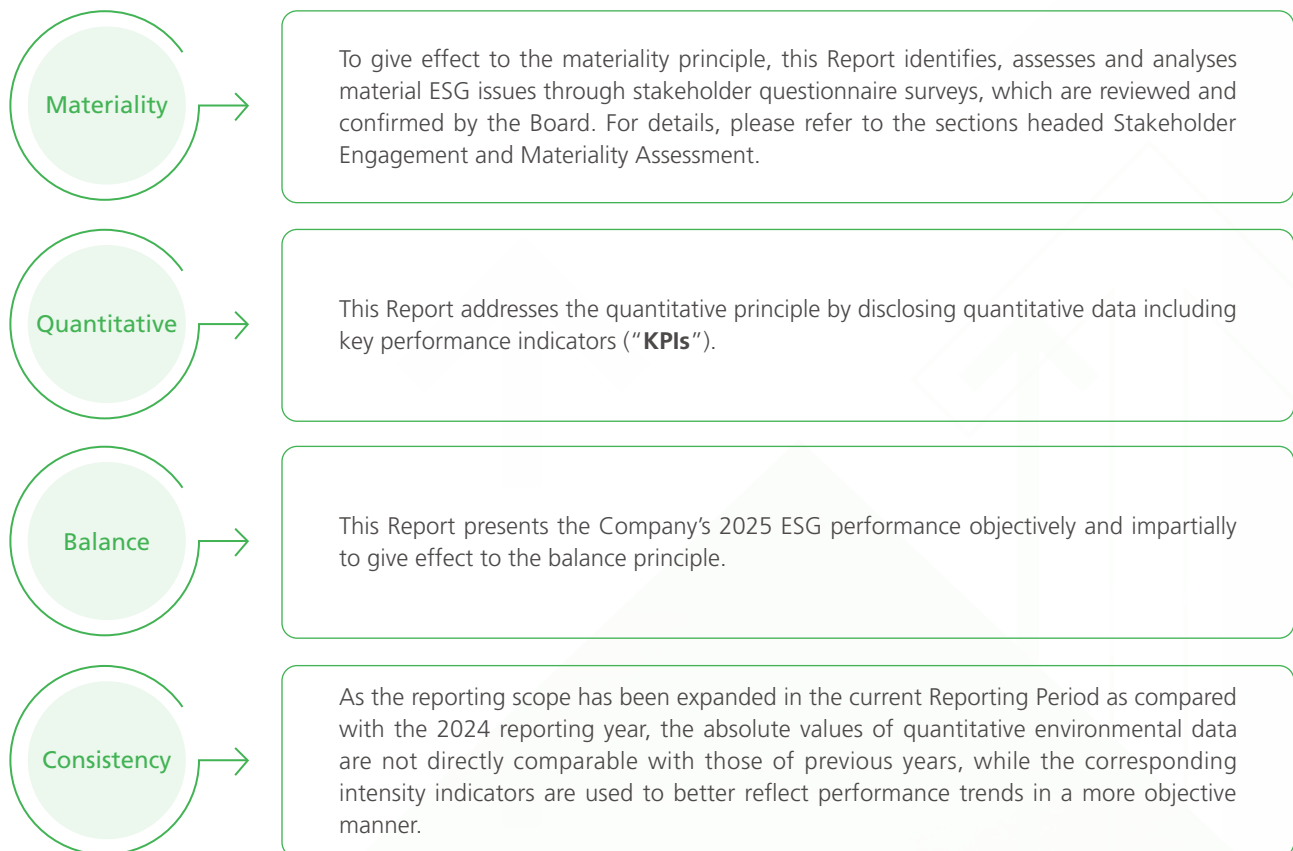 Materiality
To give effect to the materiality principle, this Report identifies, assesses and analyses
material ESG issues through stakeholder questionnaire surveys, which are reviewed and
confirmed by the Board. For details, please refer to the sections headed Stakeholder
Engagement and Materiality Assessment.
Quantitative
This Report addresses the quantitative principle by disclosing quantitative data including
key performance indicators (“KPIs”).
Balance
This Report presents the Company’s 2025 ESG performance objectively and impartially
to give effect to the balance principle.
Consistency
As the reporting scope has been expanded in the current Reporting Period as compared
with the 2024 reporting year, the absolute values of quantitative environmental data
are not directly comparable with those of previous years, while the corresponding
intensity indicators are used to better reflect performance trends in a more objective
manner.